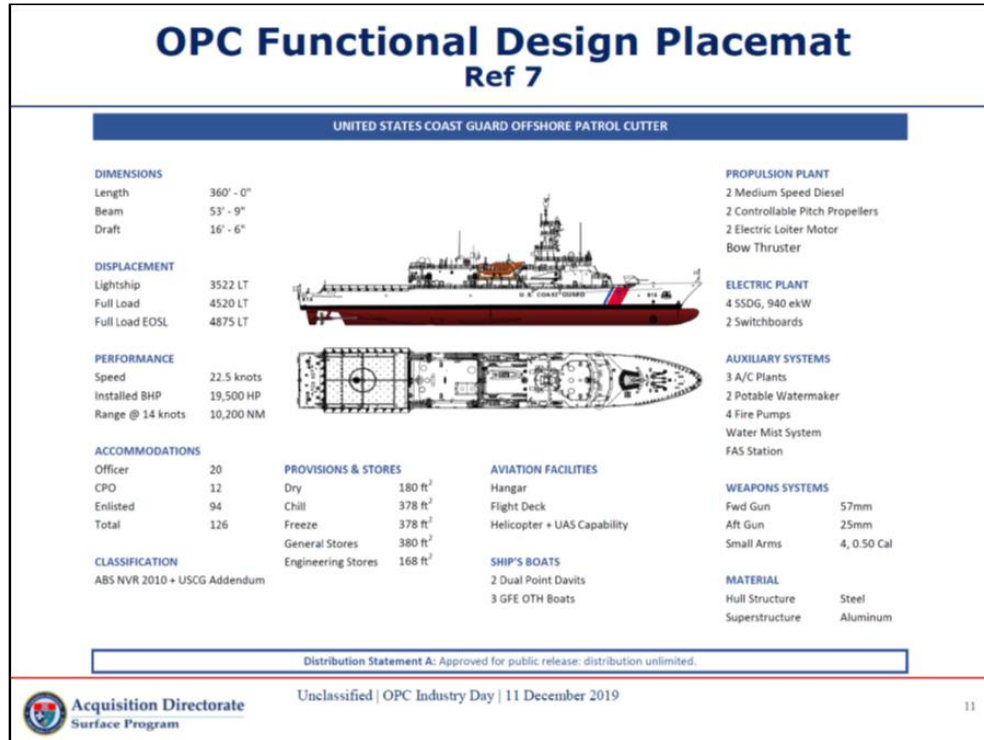 OPC Functional Design Placemat
Ref 7
UNITED STATES COAST GUARD OFFSHORE PATROL CUTTER
DIMENSIONS
Length 360' - 0"
Beam 53' - 9"
Draft 16' - 6"
DISPLACEMENT
Lightship 3522 LT
Full Load 4520 LT
Full Load EOSL 4875 LT
PERFORMANCE
Speed 22.5 knots
Installed BHP 19,500 HP
Range @ 14 knots 10,200 NM
ACCOMMODATIONS
Officer 20
CPO 12
Enlisted 94
Total 126
CLASSIFICATION
ABS NVR 2010 + USCG Addendum
U.S. COAST GUARD
PROVISIONS & STORES
Dry 180 ft²
Chill 378 ft²
Freeze 378 ft²
General Stores 380 ft²
Engineering Stores 168 ft²
AVIATION FACILITIES
Hangar
Flight Deck
Helicopter + UAS Capability
SHIP'S BOATS
2 Dual Point Davits
3 GFE OTH Boats
PROPULSION PLANT
2 Medium Speed Diesel
2 Controllable Pitch Propellers
2 Electric Loiter Motor
Bow Thruster
ELECTRIC PLANT
4 SSDG, 940 ekW
2 Switchboards
AUXILIARY SYSTEMS
3 A/C Plants
2 Potable Watermaker
4 Fire Pumps
Water Mist System
FAS Station
WEAPONS SYSTEMS
Fwd Gun 57mm
Aft Gun 25mm
Small Arms 4, 0.50 Cal
MATERIAL
Hull Structure Steel
Superstructure Aluminum
Distribution Statement A: Approved for public release: distribution unlimited.
Acquisition Directorate
Surface Program
Unclassified | OPC Industry Day | 11 December 2019
11